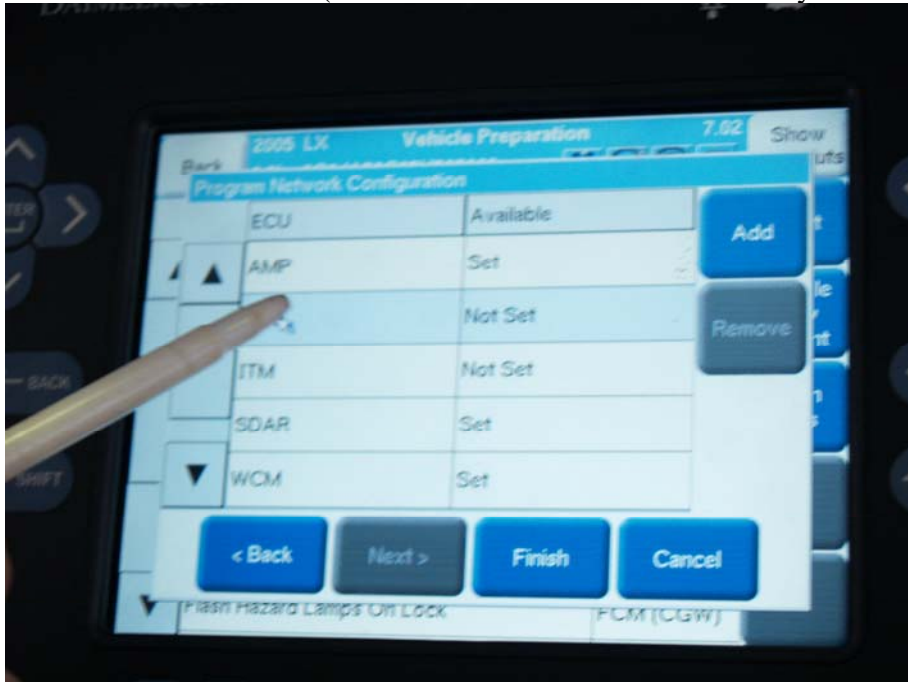 2005 LX Vehicle Preparation 7.02 Show
Back
Program Network Configuration
ECU Available Add
AMP Set
Not Set Remove
ITM Not Set
SDAR Set
WCM Set
< Back Next > Finish Cancel
Flash Hazard Lamps On Lock FCM (CGW)
BACK
SHIFT